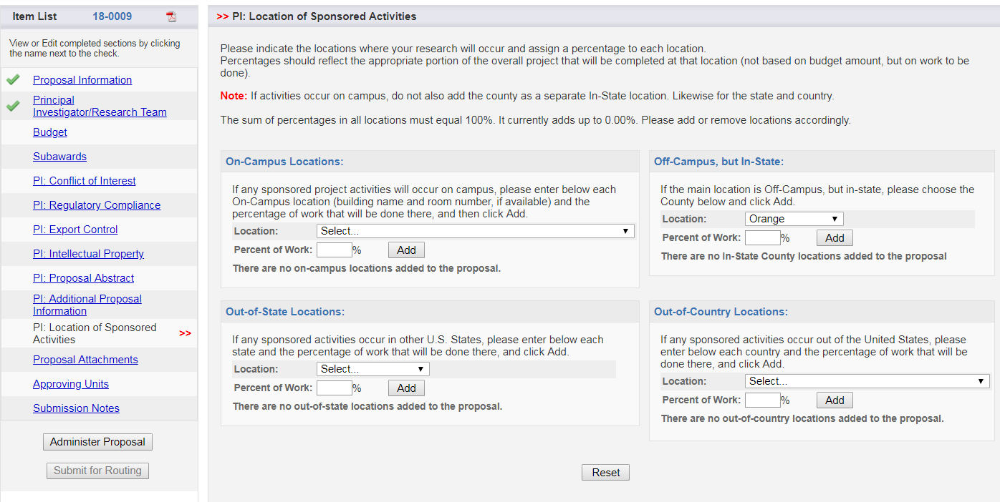 Item List 18-0009
View or Edit completed sections by clicking
the name next to the check.
Proposal Information
Principal
Investigator/Research Team
Budget
Subawards
PI: Conflict of Interest
PI: Regulatory Compliance
PI: Export Control
PI: Intellectual Property
PI: Proposal Abstract
PI: Additional Proposal
Information
PI: Location of Sponsored
Activities >>
Proposal Attachments
Approving Units
Submission Notes
Administer Proposal
Submit for Routing
>> PI: Location of Sponsored Activities
Please indicate the locations where your research will occur and assign a percentage to each location.
Percentages should reflect the appropriate portion of the overall project that will be completed at that location (not based on budget amount, but on work to be
done).
Note: If activities occur on campus, do not also add the county as a separate In-State location. Likewise for the state and country.
The sum of percentages in all locations must equal 100%. It currently adds up to 0.00%. Please add or remove locations accordingly.
On-Campus Locations:
If any sponsored project activities will occur on campus, please enter below each
On-Campus location (building name and room number, if available) and the
percentage of work that will be done there, and then click Add.
Location: Select...
Percent of Work: % Add
There are no on-campus locations added to the proposal.
Off-Campus, but In-State:
If the main location is Off-Campus, but in-state, please choose the
County below and click Add.
Location: Orange
Percent of Work: % Add
There are no In-State County locations added to the proposal
Out-of-State Locations:
If any sponsored activities occur in other U.S. States, please enter below each
state and the percentage of work that will be done there, and click Add.
Location: Select...
Percent of Work: % Add
There are no out-of-state locations added to the proposal.
Out-of-Country Locations:
If any sponsored activities occur out of the United States, please
enter below each country and the percentage of work that will be
done there, and click Add.
Location: Select...
Percent of Work: % Add
There are no out-of-country locations added to the proposal.
Reset